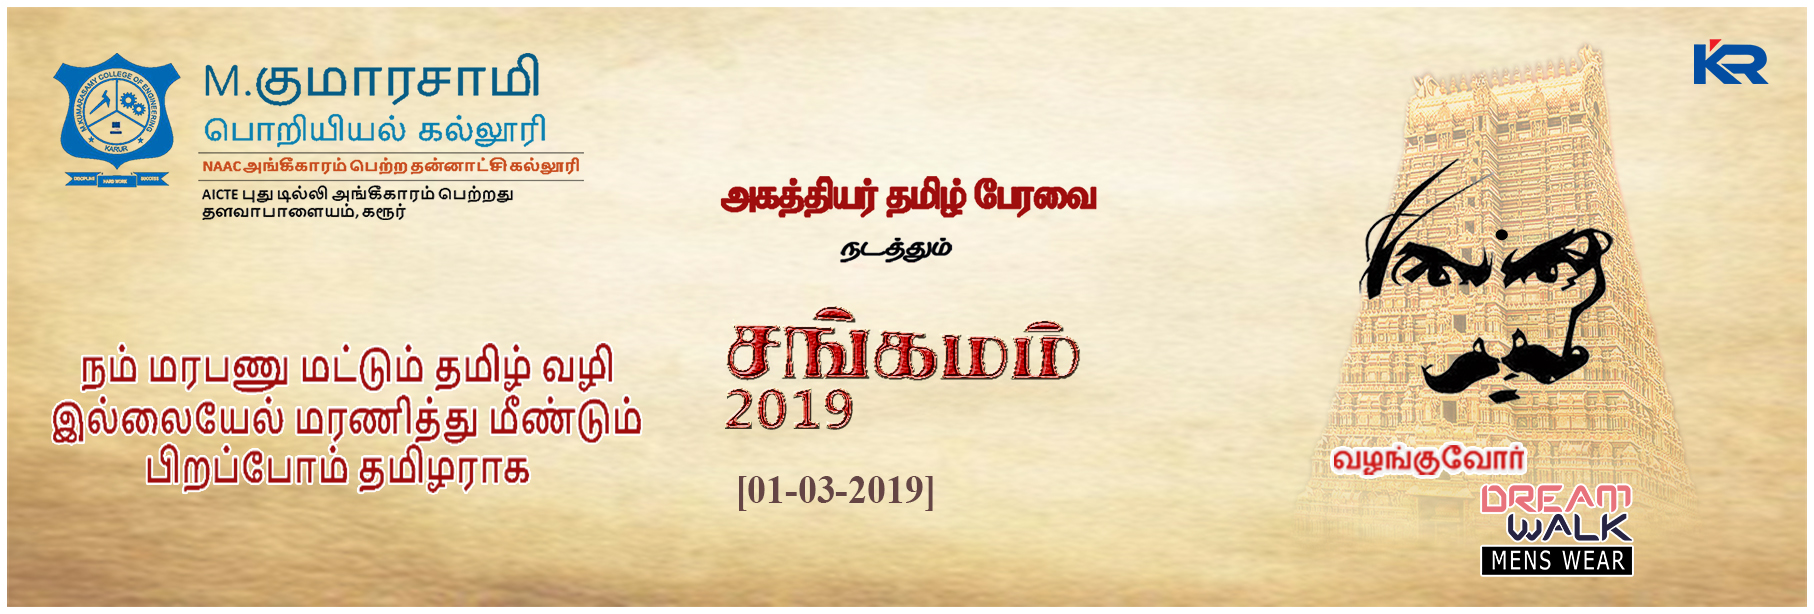 M.KUMARASAMY COLLEGE OF ENGINEERING
KARUR
DISCIPLINE HARD WORK SUCCESS
M.குமாரசாமி
பொறியியல் கல்லூரி
NAAC அங்கீகாரம் பெற்ற தன்னாட்சி கல்லூரி
AICTE புது டில்லி அங்கீகாரம் பெற்றது
தளவாபாளையம், கரூர்
KR
அகத்தியர் தமிழ் பேரவை
நடத்தும்
சங்கமம்
2019
[01-03-2019]
நம் மரபணு மட்டும் தமிழ் வழி
இல்லையேல் மரணித்து மீண்டும்
பிறப்போம் தமிழராக
வழங்குவோர்
DREAM
WALK
MENS WEAR